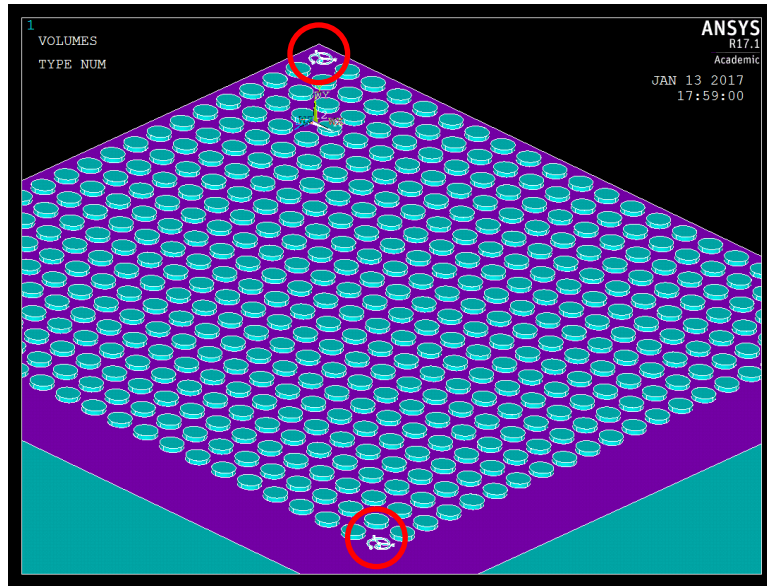 1
VOLUMES
TYPE NUM
ANSYS
R17.1
Academic
JAN 13 2017
17:59:00